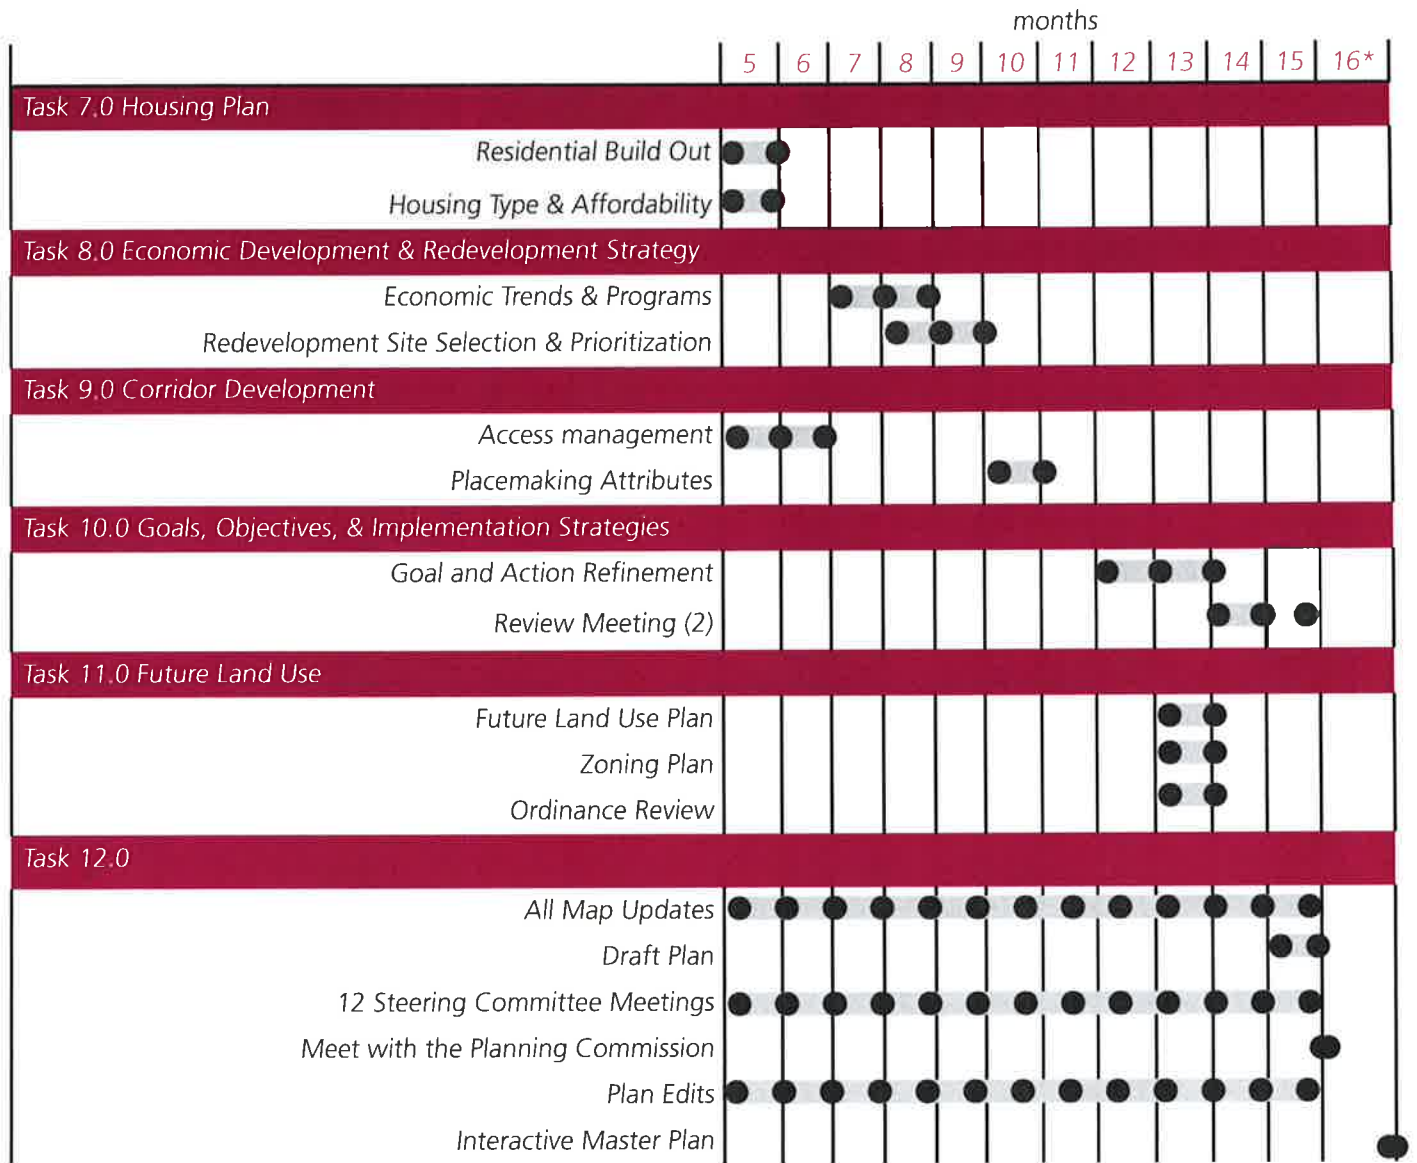 months
5 6 7 8 9 10 11 12 13 14 15 16*
Task 7.0 Housing Plan
Residential Build Out
Housing Type & Affordability
Task 8.0 Economic Development & Redevelopment Strategy
Economic Trends & Programs
Redevelopment Site Selection & Prioritization
Task 9.0 Corridor Development
Access management
Placemaking Attributes
Task 10.0 Goals, Objectives, & Implementation Strategies
Goal and Action Refinement
Review Meeting (2)
Task 11.0 Future Land Use
Future Land Use Plan
Zoning Plan
Ordinance Review
Task 12.0
All Map Updates
Draft Plan
12 Steering Committee Meetings
Meet with the Planning Commission
Plan Edits
Interactive Master Plan